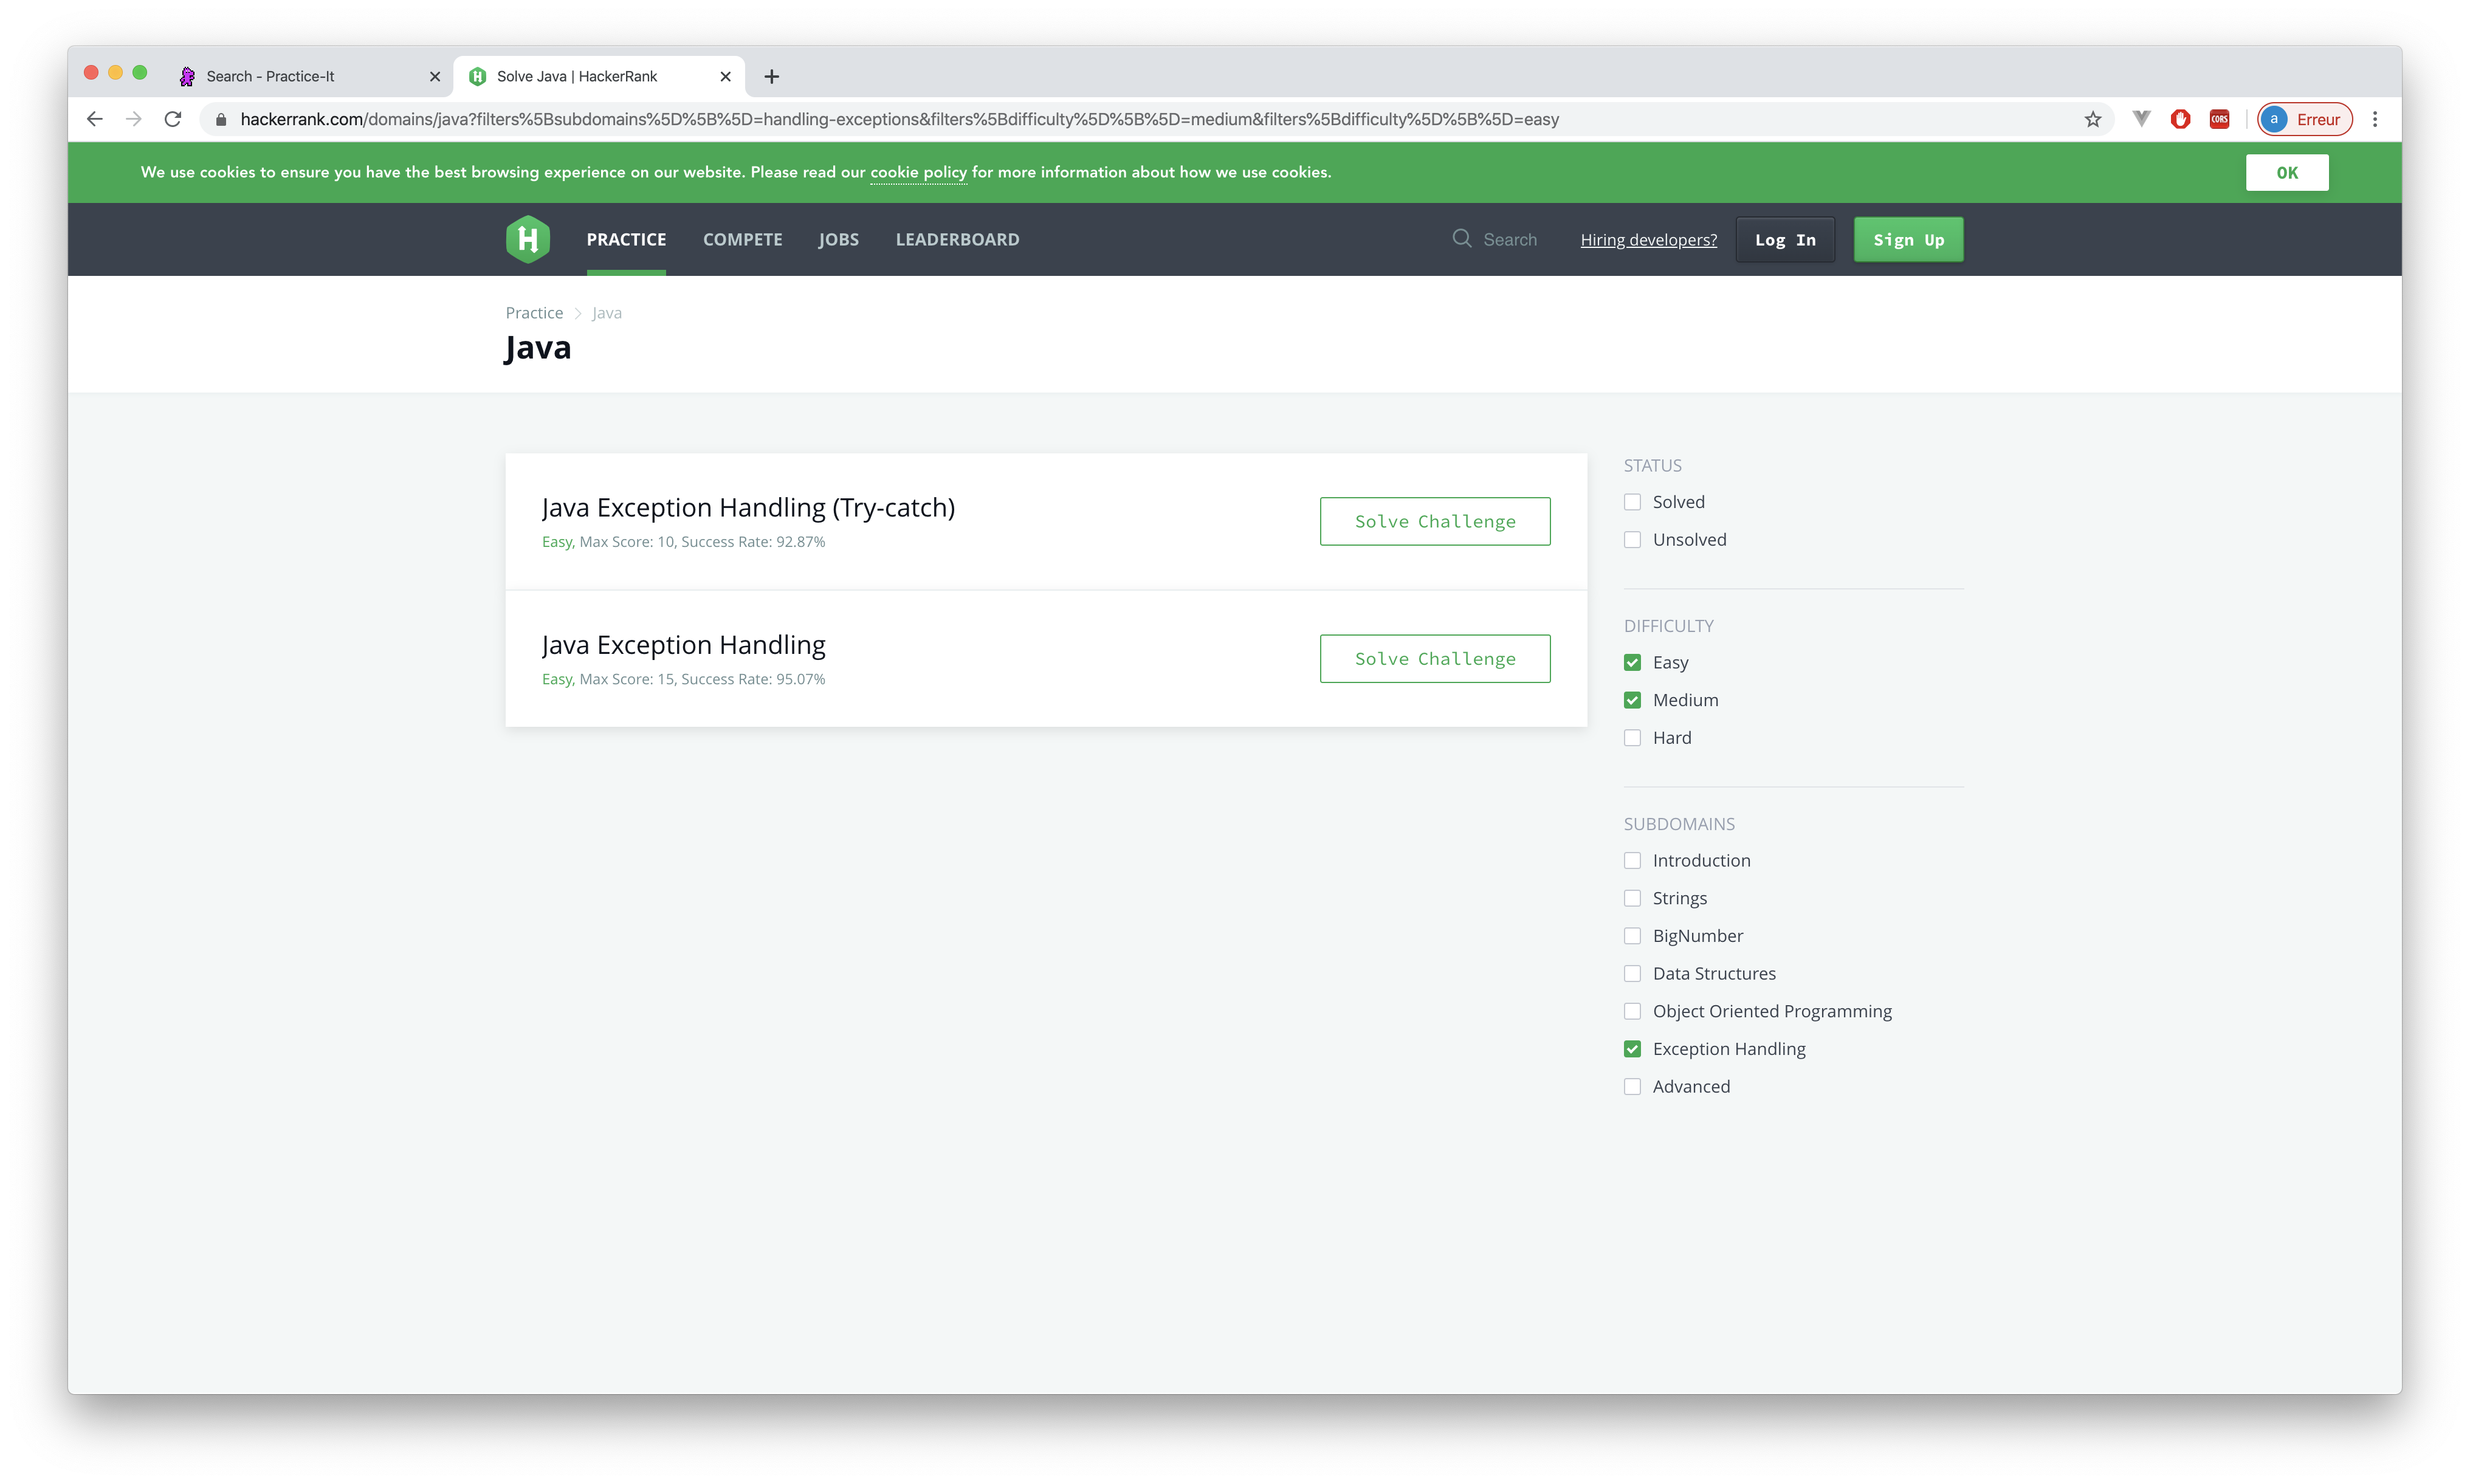 Search - Practice-It
Solve Java | HackerRank
hackerrank.com/domains/java?filters%5Bsubdomains%5D%5B%5D=handling-exceptions&filters%5Bdifficulty%5D%5B%5D=medium&filters%5Bdifficulty%5D%5B%5D=easy
CORS
a
Erreur
We use cookies to ensure you have the best browsing experience on our website. Please read our cookie policy for more information about how we use cookies.
OK
H
PRACTICE
COMPETE
JOBS
LEADERBOARD
Search
Hiring developers?
Log In
Sign Up
Practice
Java
Java
Java Exception Handling (Try-catch)
Easy, Max Score: 10, Success Rate: 92.87%
Solve Challenge
Java Exception Handling
Easy, Max Score: 15, Success Rate: 95.07%
Solve Challenge
STATUS
Solved
Unsolved
DIFFICULTY
Easy
Medium
Hard
SUBDOMAINS
Introduction
Strings
BigNumber
Data Structures
Object Oriented Programming
Exception Handling
Advanced